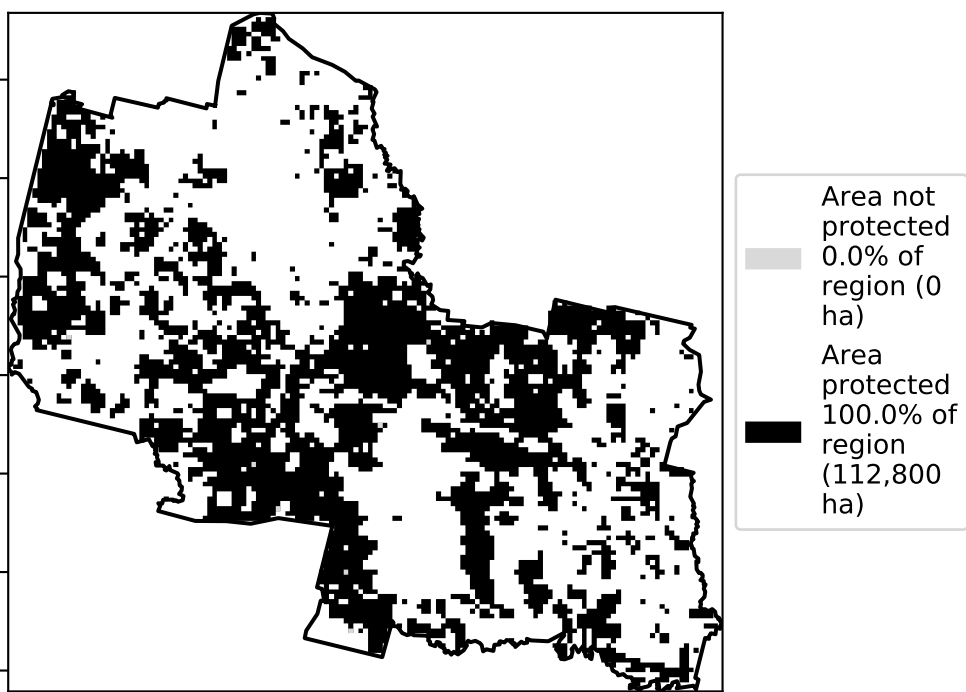 Area not
protected
0.0% of
region (0
ha)
Area
protected
100.0% of
region
(112,800
ha)